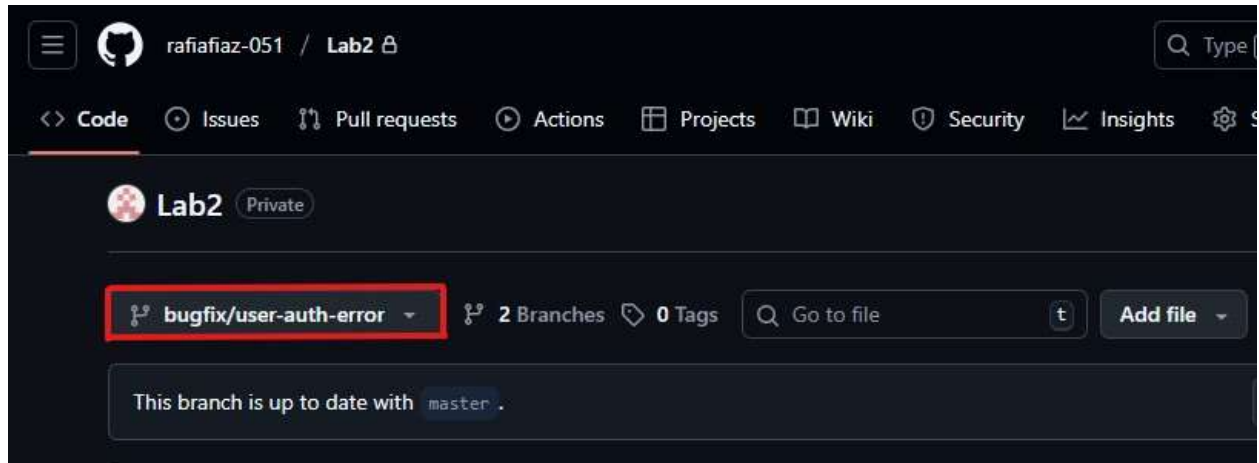 rafiafiaz-051 / Lab2
Type
Code Issues Pull requests Actions Projects Wiki Security Insights S
Lab2 Private
bugfix/user-auth-error 2 Branches 0 Tags Go to file t Add file
This branch is up to date with master .